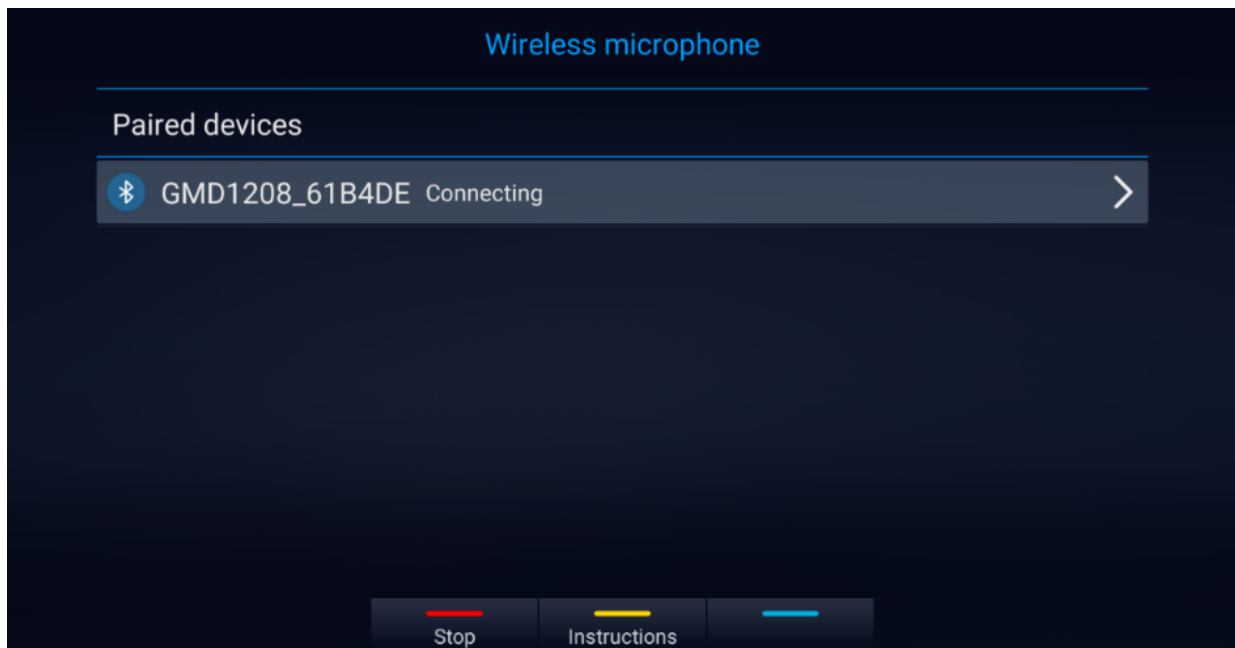 Wireless microphone
Paired devices
GMD1208_61B4DE Connecting
Stop Instructions